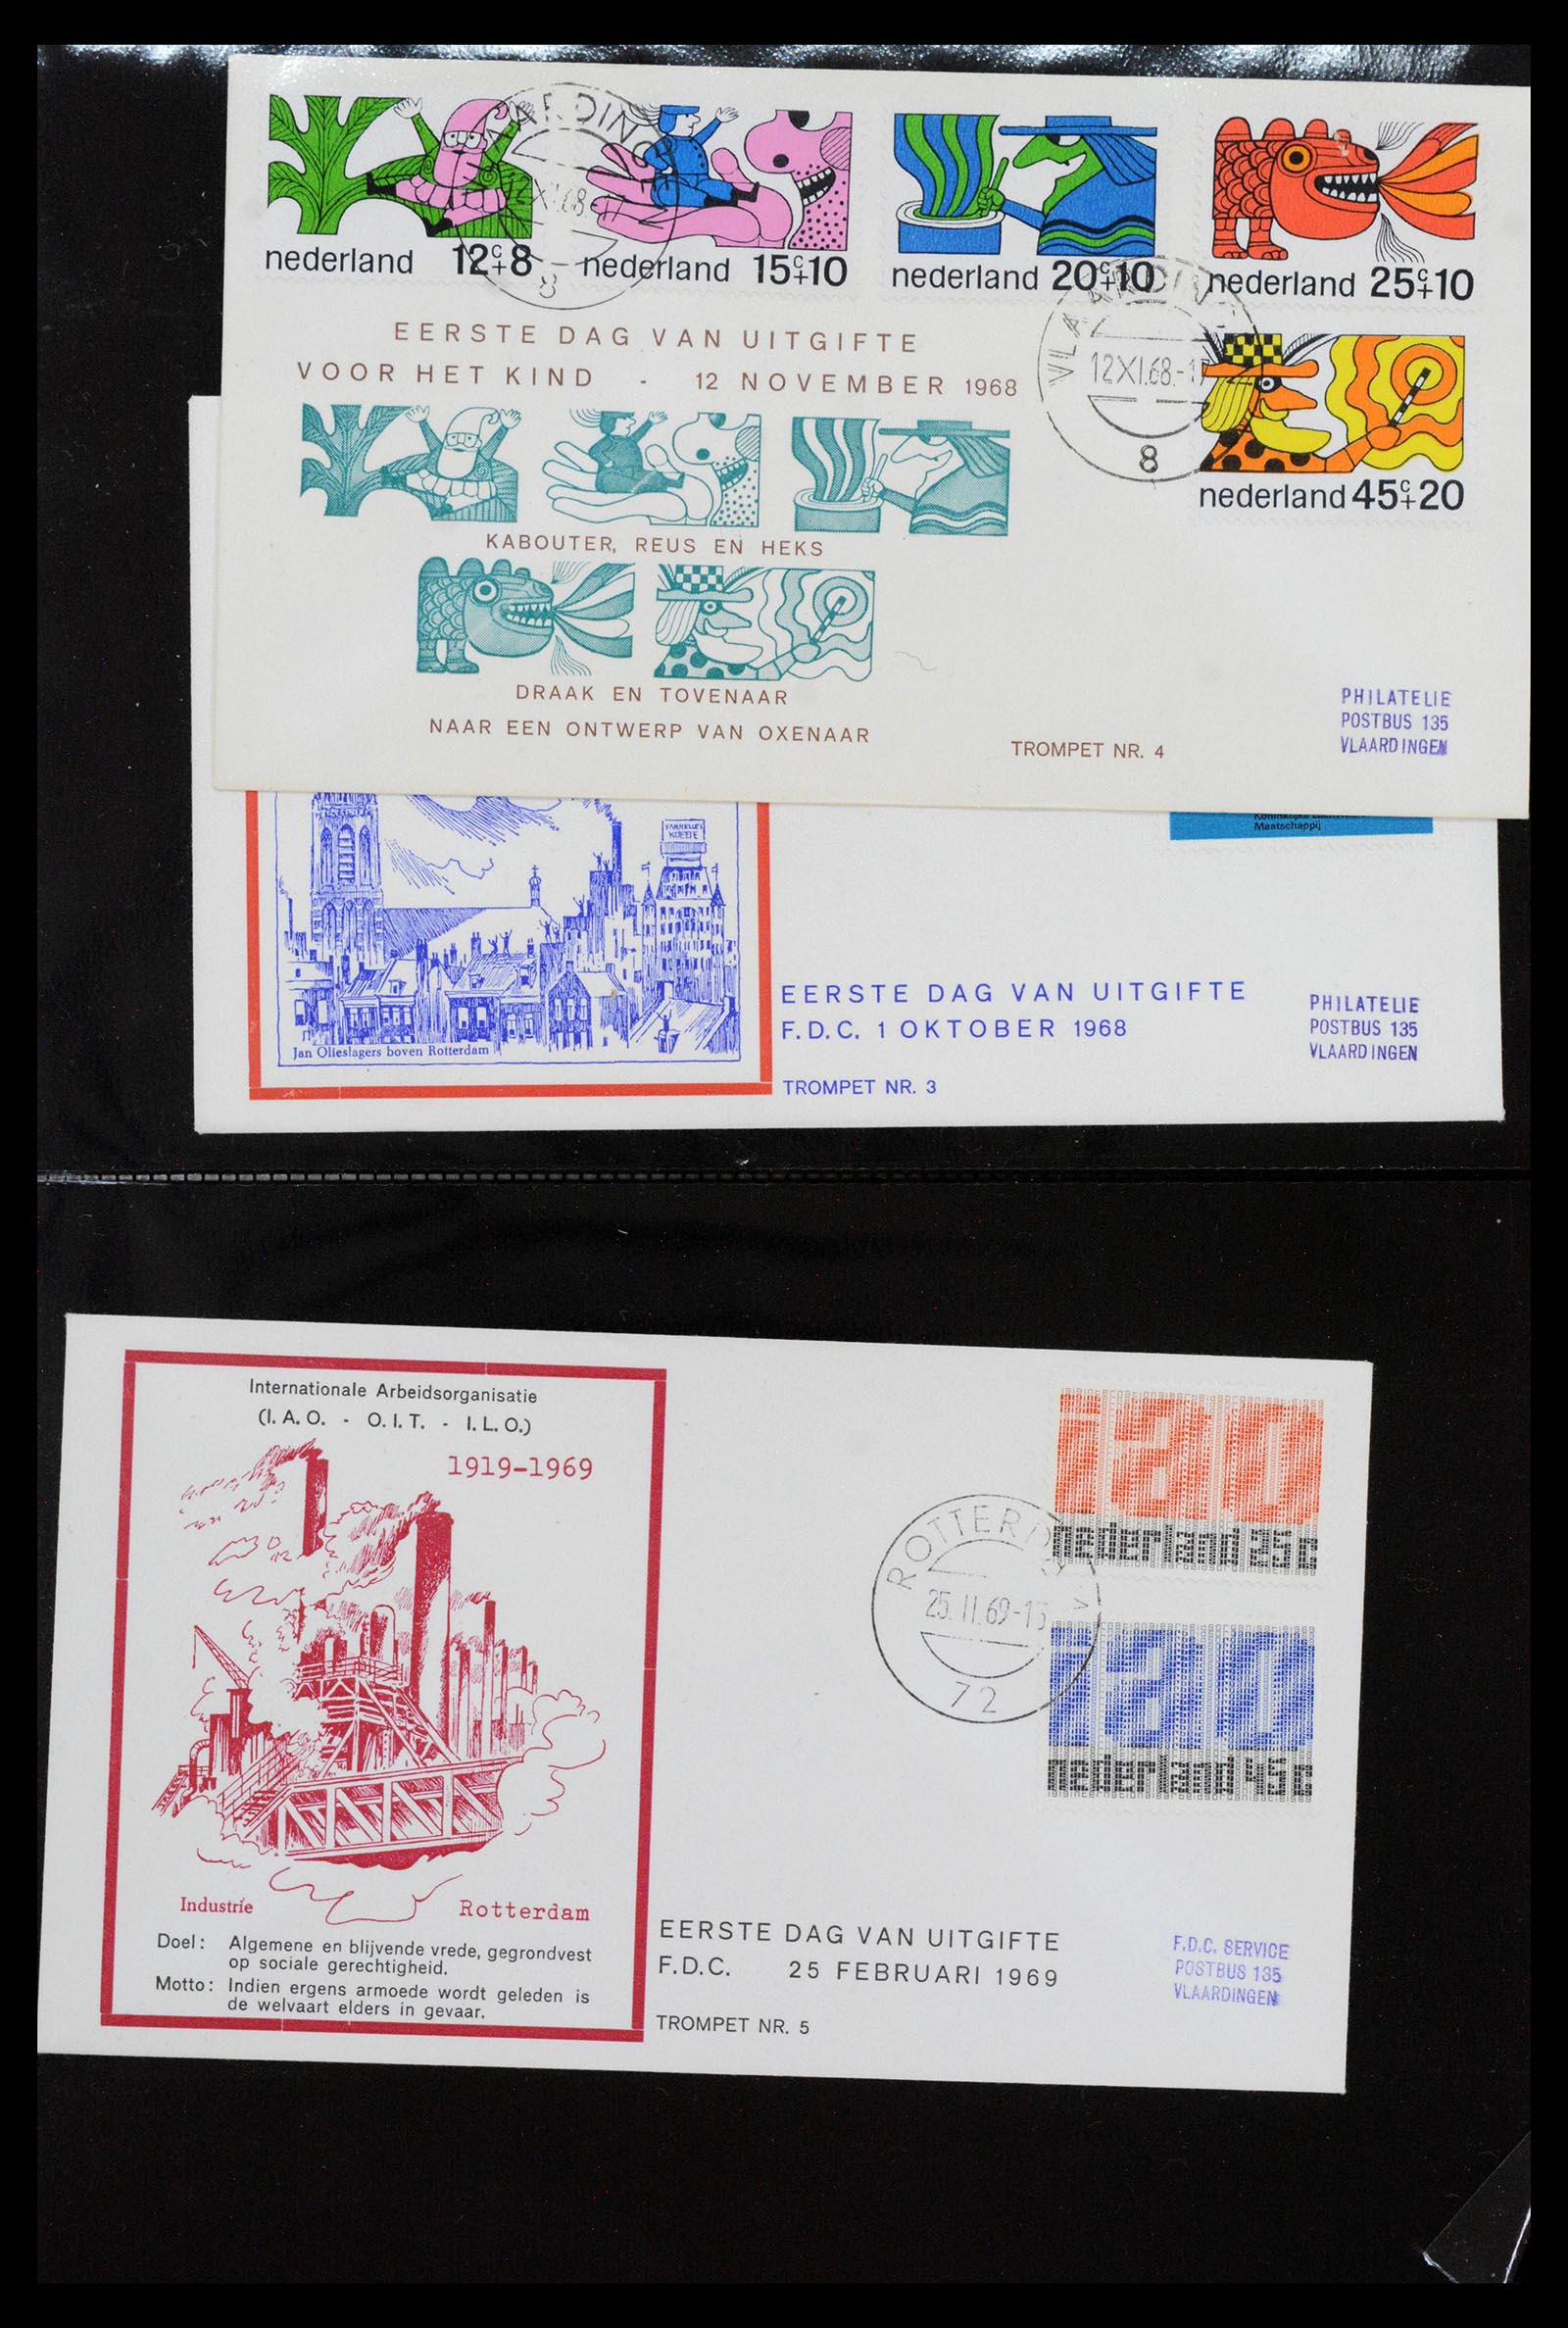 nederland 12c+8
nederland 15c+10
nederland 20c+10
nederland 25c+10
12XI.68-17
8
nederland 45c+20
EERSTE DAG VAN UITGIFTE
VOOR HET KIND - 12 NOVEMBER 1968
KABOUTER, REUS EN HEKS
DRAAK EN TOVENAAR
NAAR EEN ONTWERP VAN OXENAAR
TROMPET NR. 4
PHILATELIE
POSTBUS 135
VLAARDINGEN
Maatschappij
KOFFIE
Jan Olieslagers boven Rotterdam
EERSTE DAG VAN UITGIFTE
F.D.C. 1 OKTOBER 1968
TROMPET NR. 3
PHILATELIE
POSTBUS 135
VLAARDINGEN
Internationale Arbeidsorganisatie
(I.A.O. - O.I.T. - I.L.O.)
1919-1969
Industrie Rotterdam
Doel: Algemene en blijvende vrede, gegrondvest
op sociale gerechtigheid.
Motto: Indien ergens armoede wordt geleden is
de welvaart elders in gevaar.
iao
nederland 25c
25.II.69-15
72
iao
nederland 45c
EERSTE DAG VAN UITGIFTE
F.D.C. 25 FEBRUARI 1969
TROMPET NR. 5
F.D.C. SERVICE
POSTBUS 135
VLAARDINGEN